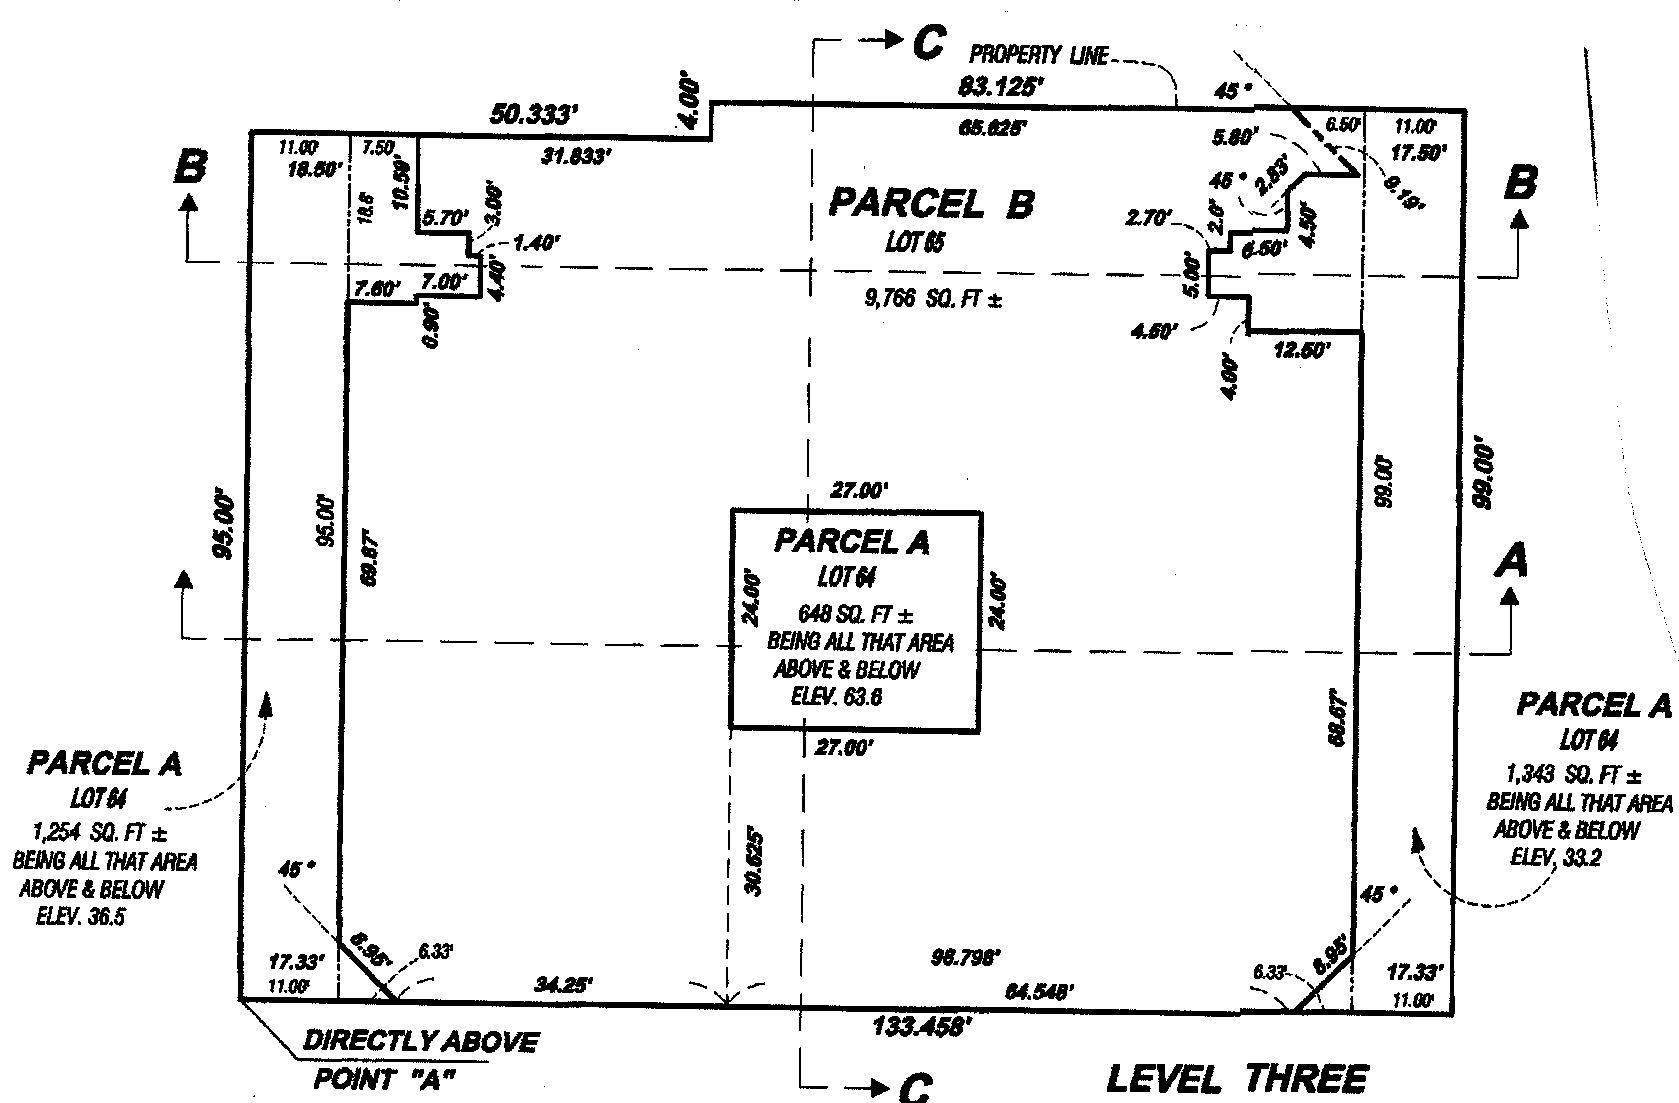 C
PROPERTY LINE
83.125'
45°
4.00'
50.333'
65.625'
6.50'
11.00'
17.50'
5.80'
9.19'
45°
2.83'
11.00'
7.50'
18.50'
31.833'
10.59'
18.6'
B
B
PARCEL B
LOT 65
9,766 SQ. FT ±
5.70'
3.00'
1.40'
4.40'
7.00'
7.60'
0.90'
2.70'
2.0'
4.50'
6.50'
5.00'
4.50'
4.00'
12.50'
95.00'
95.00'
69.87'
99.00'
99.00'
68.67'
27.00'
PARCEL A
LOT 64
648 SQ. FT ±
BEING ALL THAT AREA
ABOVE & BELOW
ELEV. 63.6
24.00'
24.00'
27.00'
A
PARCEL A
LOT 64
1,254 SQ. FT ±
BEING ALL THAT AREA
ABOVE & BELOW
ELEV. 36.5
PARCEL A
LOT 64
1,343 SQ. FT ±
BEING ALL THAT AREA
ABOVE & BELOW
ELEV. 33.2
30.625'
45°
8.95'
6.33'
17.33'
11.00'
34.25'
96.798'
64.548'
133.458'
45°
8.95'
6.33'
17.33'
11.00'
DIRECTLY ABOVE
POINT "A"
C
LEVEL THREE